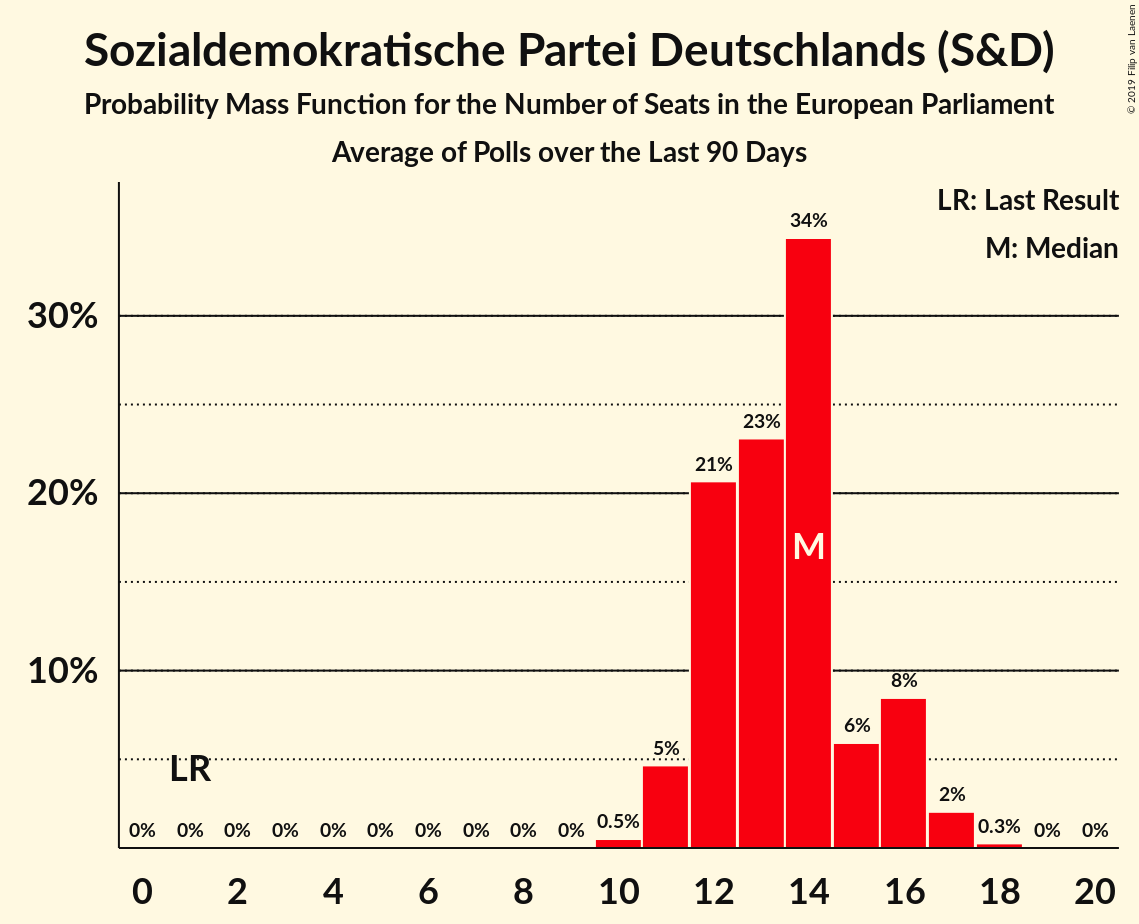 Sozialdemokratische Partei Deutschlands (S&D)
Probability Mass Function for the Number of Seats in the European Parliament
Average of Polls over the Last 90 Days
© 2019 Filip van Laenen
LR: Last Result
M: Median
34%
30%
23%
21%
20%
M
10%
8%
6%
5%
LR
2%
0% 0% 0% 0% 0% 0% 0% 0% 0% 0% 0.5% 0.3% 0% 0%
0 2 4 6 8 10 12 14 16 18 20